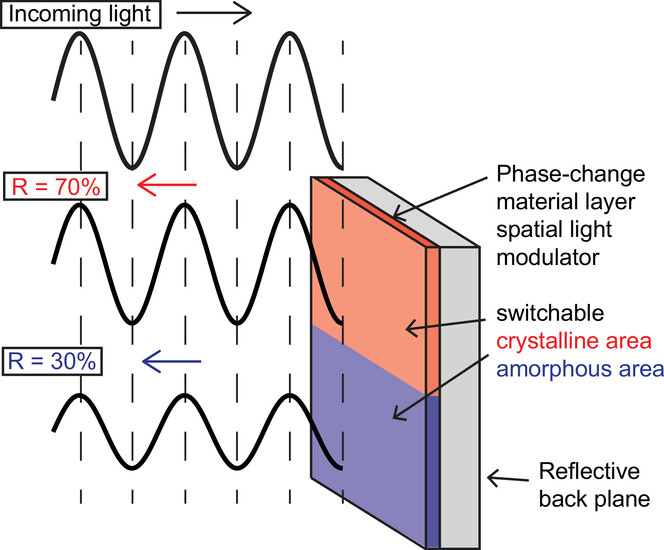 Incoming light
R = 70%
R = 30%
Phase-change
material layer
spatial light
modulator
switchable
crystalline area
amorphous area
Reflective
back plane